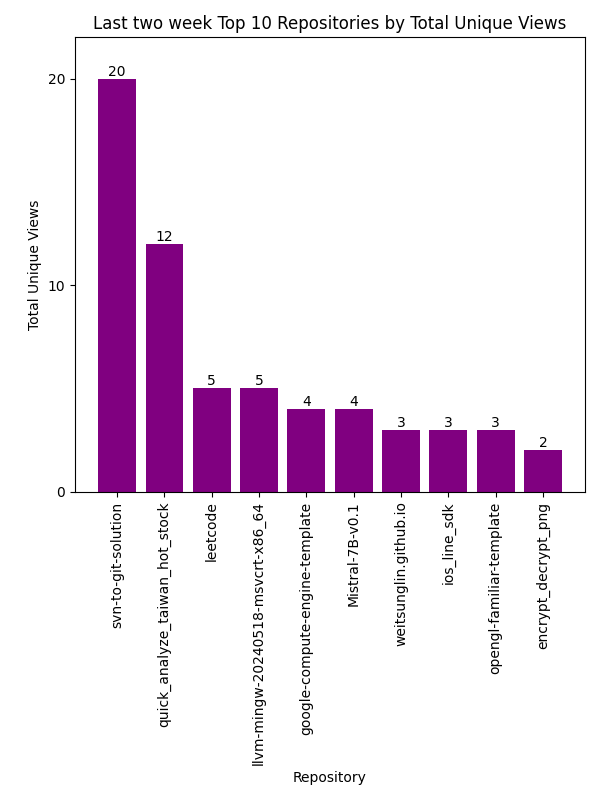 Last two week Top 10 Repositories by Total Unique Views
Total Unique Views
20
10
0
20
12
5
5
4
4
3
3
3
2
svn-to-git-solution
quick_analyze_taiwan_hot_stock
leetcode
llvm-mingw-20240518-msvcrt-x86_64
google-compute-engine-template
Mistral-7B-v0.1
weitsunglin.github.io
ios_line_sdk
opengl-familiar-template
encrypt_decrypt_png
Repository